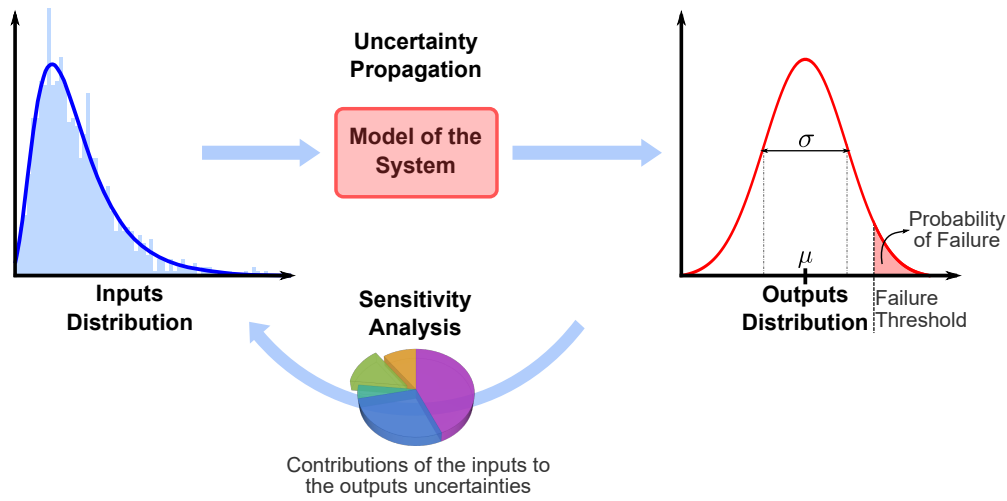 Uncertainty
Propagation
Model of the
System
σ
Probability
of Failure
μ
Inputs
Distribution
Outputs
Distribution
Failure
Threshold
Sensitivity
Analysis
Contributions of the inputs to
the outputs uncertainties